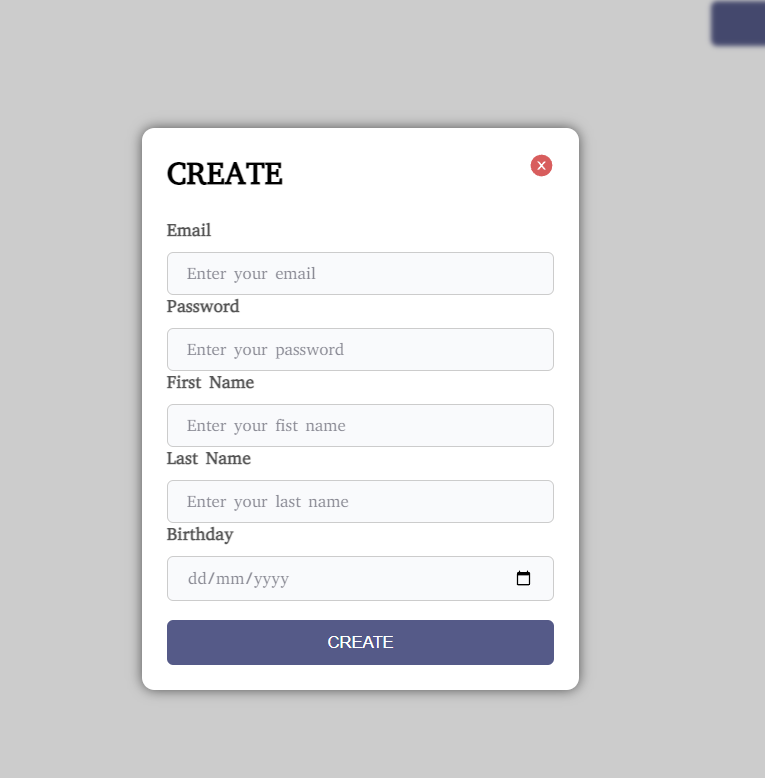 CREATE
Email
Enter your email
Password
Enter your password
First Name
Enter your fist name
Last Name
Enter your last name
Birthday
dd/mm/yyyy
CREATE